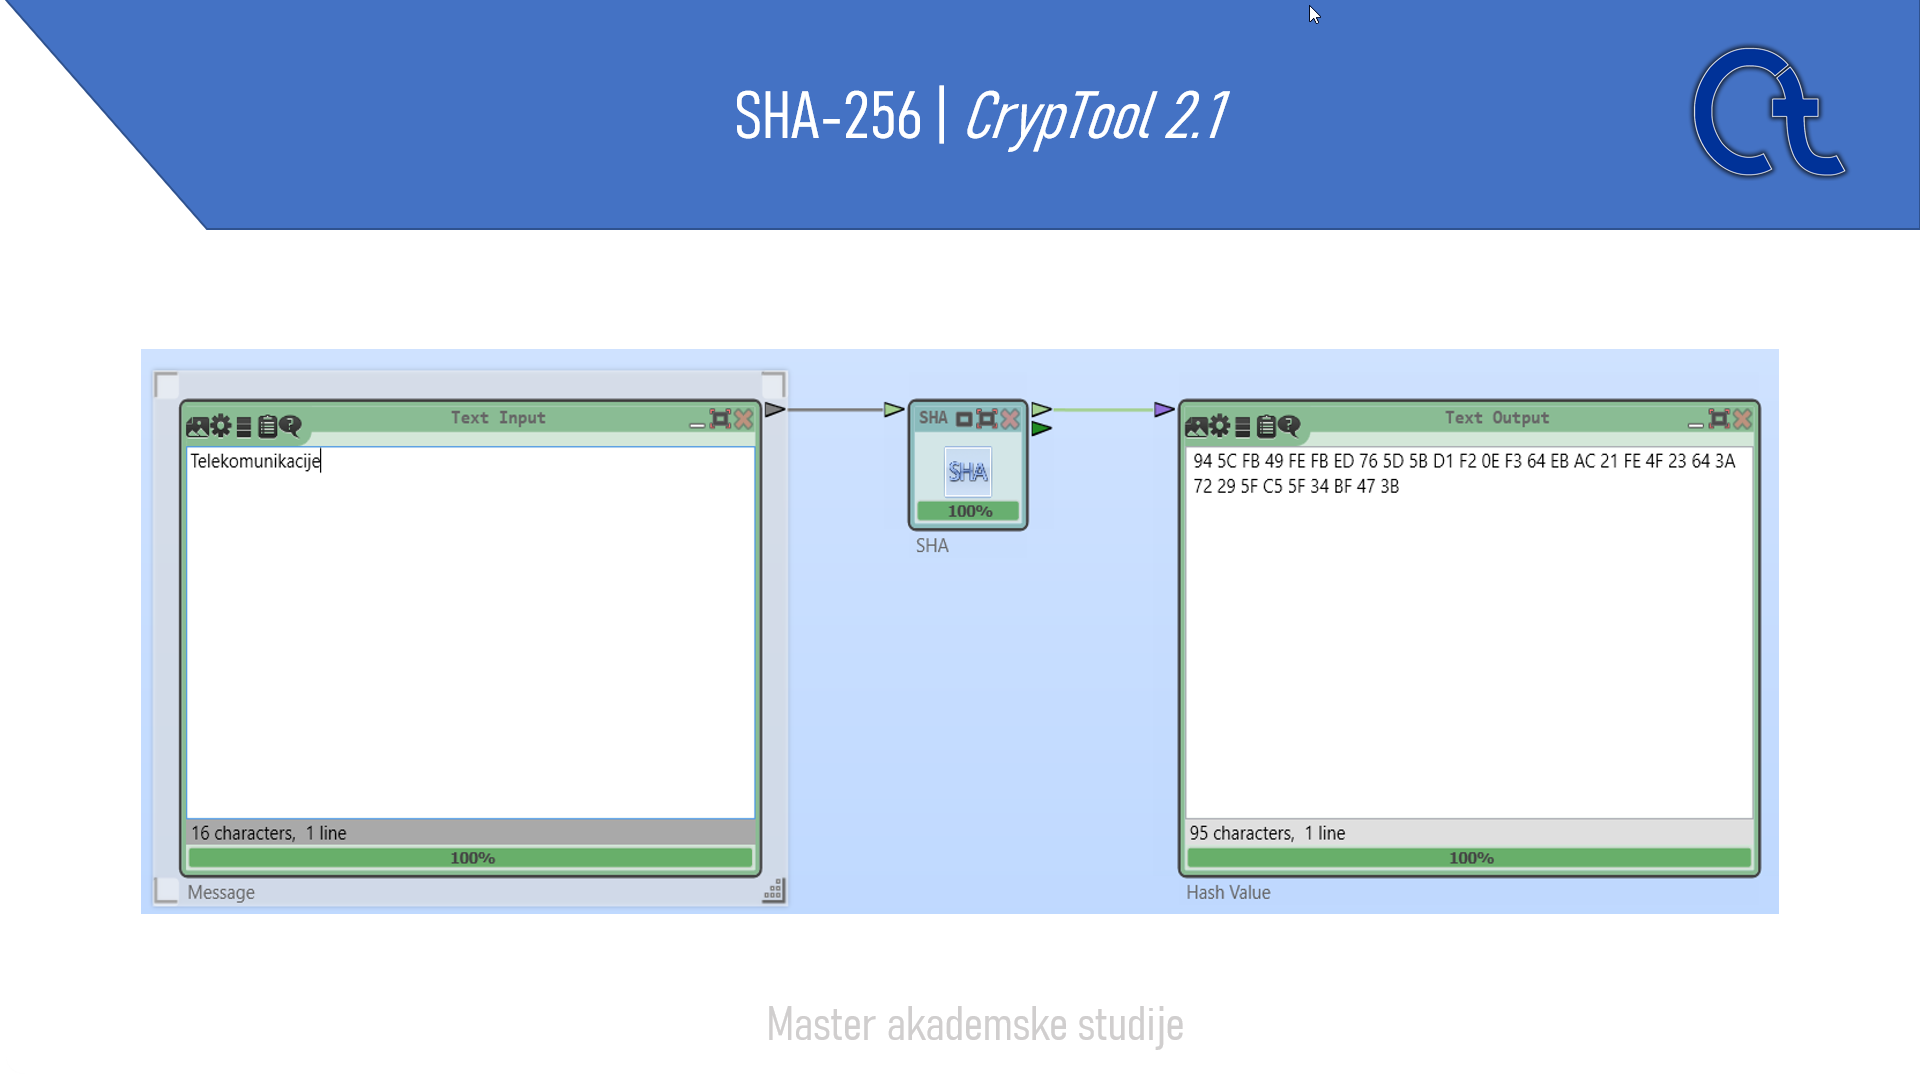 SHA-256 | CrypTool 2.1
Ct
Text Input
Telekomunikacije
16 characters, 1 line
100%
Message
SHA
SHA
100%
SHA
Text Output
94 5C FB 49 FE FB ED 76 5D 5B D1 F2 0E F3 64 EB AC 21 FE 4F 23 64 3A
72 29 5F C5 5F 34 BF 47 3B
95 characters, 1 line
100%
Hash Value
Master akademske studije